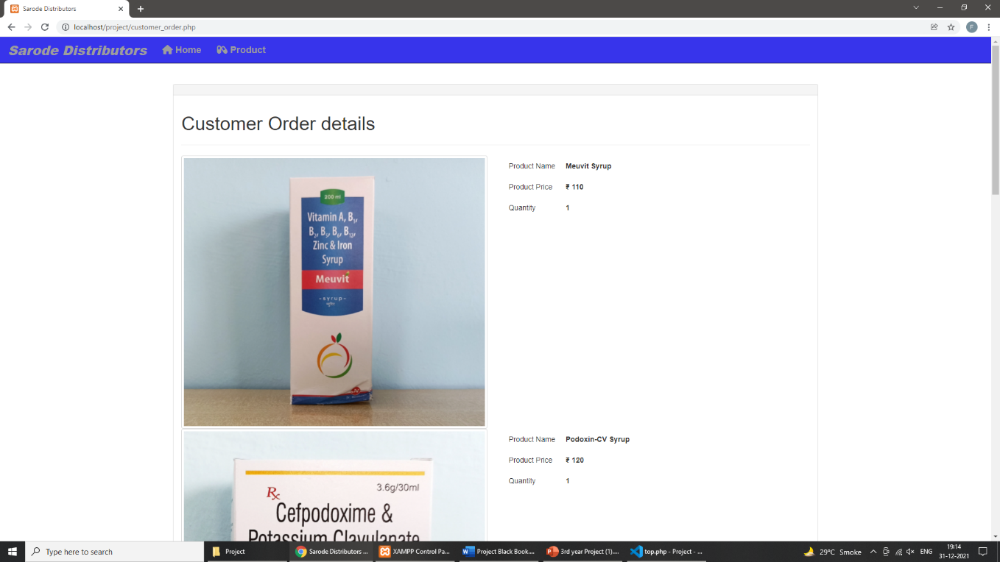 Sarode Distributors
localhost/project/customer_order.php
F
Sarode Distributors Home Product
Customer Order details
200 ml
Vitamin A, B1,
B2, B3, B6, B12,
Zinc & Iron
Syrup
Meuvit
-syrup-
Product Name Meuvit Syrup
Product Price ₹ 110
Quantity 1
Rx
3.6g/30ml
Cefpodoxime &
Potassium Clavulanate
Product Name Podoxin-CV Syrup
Product Price ₹ 120
Quantity 1
Type here to search
Project
Sarode Distributors ...
XAMPP Control Pa...
Project Black Book....
3rd year Project (1)....
top.php - Project - ...
29°C Smoke
ENG
19:14
31-12-2021